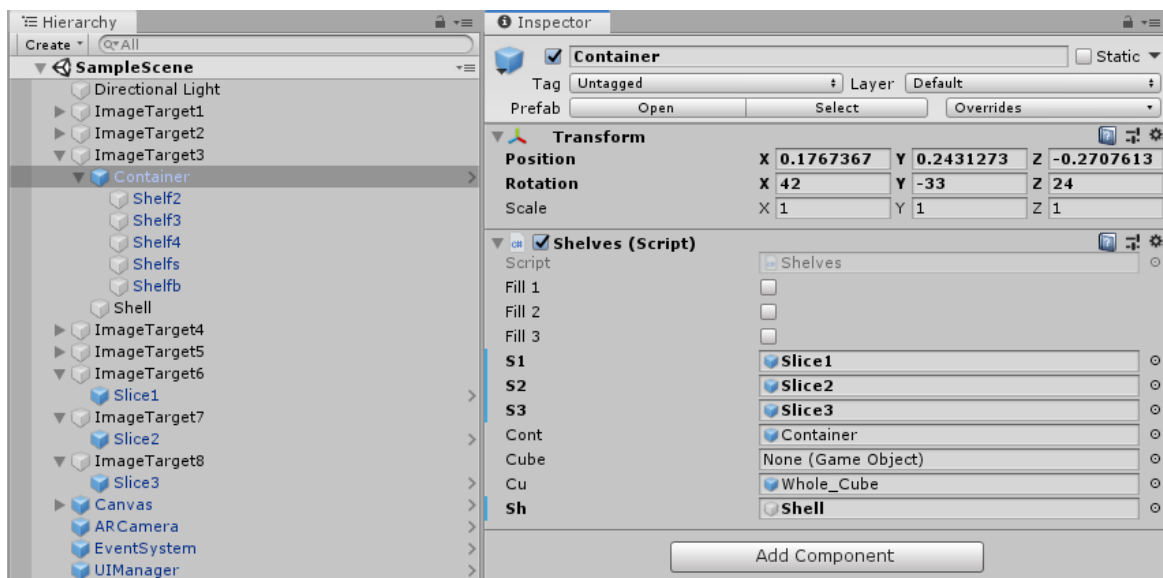 Hierarchy
Create
All
SampleScene
Directional Light
ImageTarget1
ImageTarget2
ImageTarget3
Container
Shelf2
Shelf3
Shelf4
Shelfs
Shelfb
Shell
ImageTarget4
ImageTarget5
ImageTarget6
Slice1
ImageTarget7
Slice2
ImageTarget8
Slice3
Canvas
ARCamera
EventSystem
UIManager
Inspector
Container Static
Tag Untagged Layer Default
Prefab Open Select Overrides
Transform
Position X 0.1767367 Y 0.2431273 Z -0.2707613
Rotation X 42 Y -33 Z 24
Scale X 1 Y 1 Z 1
c# Shelves (Script)
Script Shelves
Fill 1
Fill 2
Fill 3
S1 Slice1
S2 Slice2
S3 Slice3
Cont Container
Cube None (Game Object)
Cu Whole_Cube
Sh Shell
Add Component